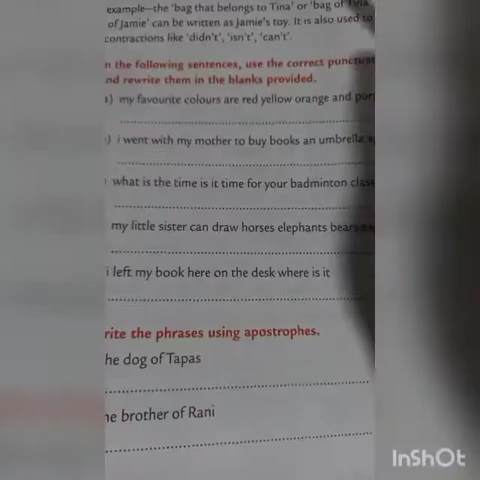 example—the 'bag that belongs to Tina' or 'bag of Tina
of Jamie' can be written as Jamie's toy. It is also used to
contractions like 'didn't', 'isn't', 'can't'.
n the following sentences, use the correct
nd rewrite them in the blanks provided.
) my favourite colours are red yellow orange and
) i went with my mother to buy books an umbrella
what is the time is it time for your badminton
my little sister can draw horses elephants bears
i left my book here on the desk where is it
rite the phrases using apostrophes.
he dog of Tapas
ne brother of Rani
InShOt